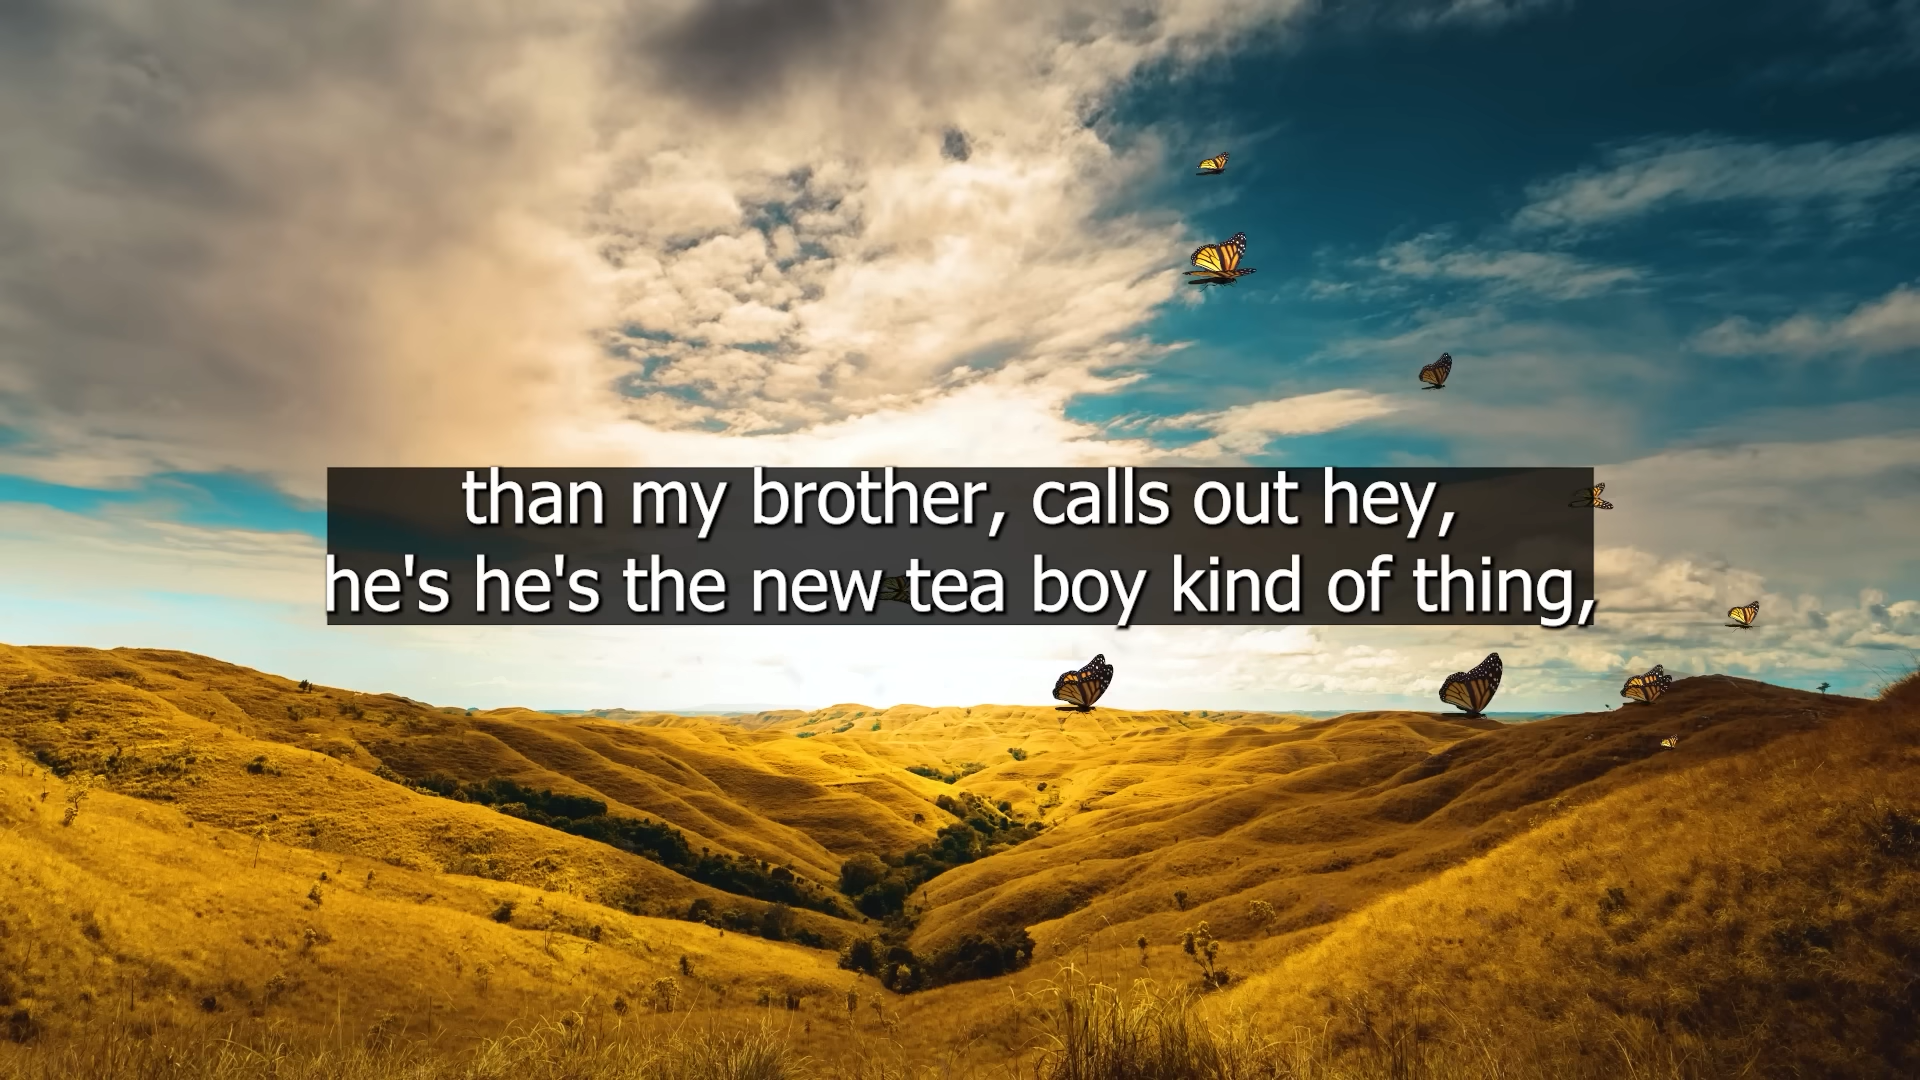 than my brother, calls out hey,
he's he's the new tea boy kind of thing,